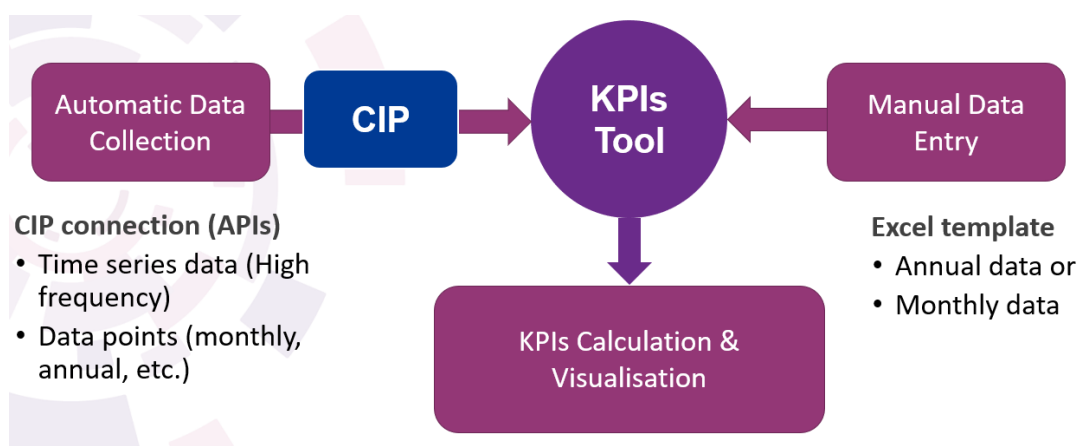 Automatic Data
Collection
CIP
KPIs
Tool
Manual Data
Entry
CIP connection (APIs)
• Time series data (High
frequency)
• Data points (monthly,
annual, etc.)
Excel template
• Annual data or
• Monthly data
KPIs Calculation &
Visualisation